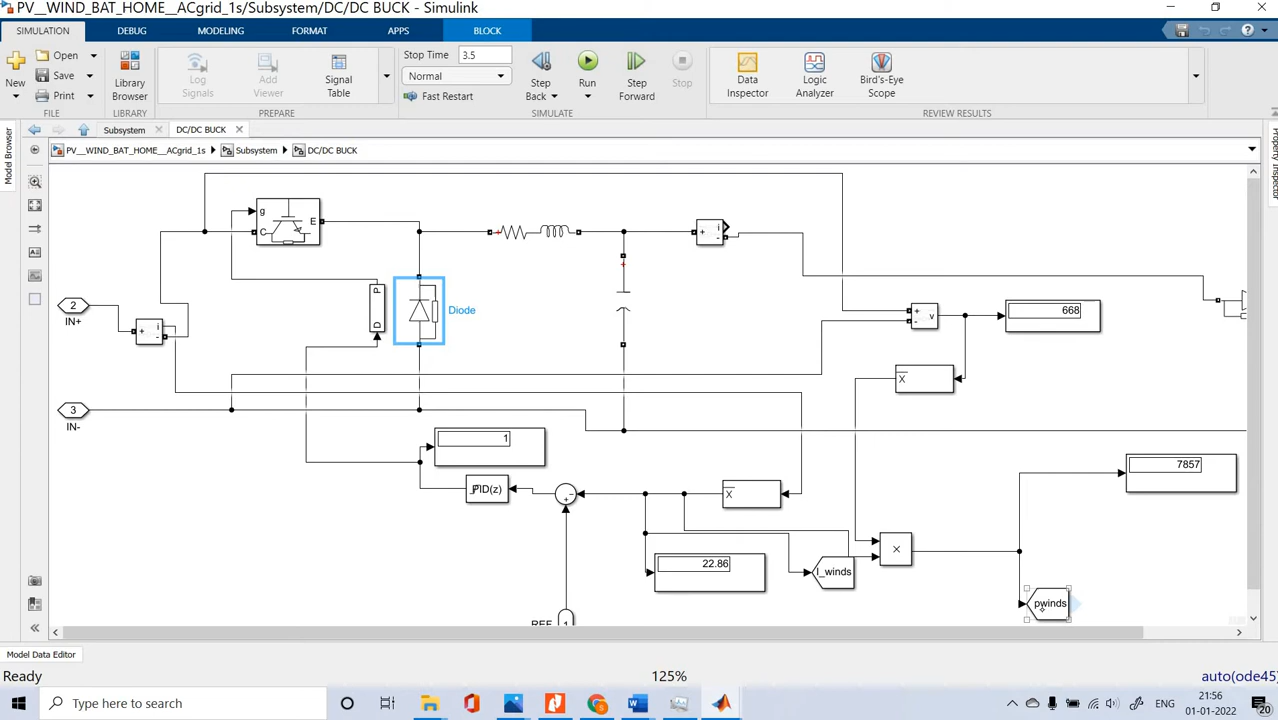 PV__WIND_BAT_HOME__ACgrid_1s/Subsystem/DC/DC BUCK - Simulink
SIMULATION DEBUG MODELING FORMAT APPS BLOCK
New
Open
Save
Print
FILE
Library
Browser
LIBRARY
Log
Signals
Add
Viewer
Signal
Table
PREPARE
Stop Time 3.5
Normal
Fast Restart
Step
Back
Run
Step
Forward
Stop
SIMULATE
Data
Inspector
Logic
Analyzer
Bird's-Eye
Scope
REVIEW RESULTS
Subsystem DC/DC BUCK
PV__WIND_BAT_HOME__ACgrid_1s Subsystem DC/DC BUCK
Model Browser
Property Inspector
g
C
E
i
+
-
2
IN+
i
+
-
D P
Diode
+
-
v
668
X
3
IN-
1
7857
PID(z)
-
+
X
22.86
I_winds
×
pwinds
REF 1
Model Data Editor
Ready 125% auto(ode45)
Type here to search
ENG
21:56
01-01-2022
20